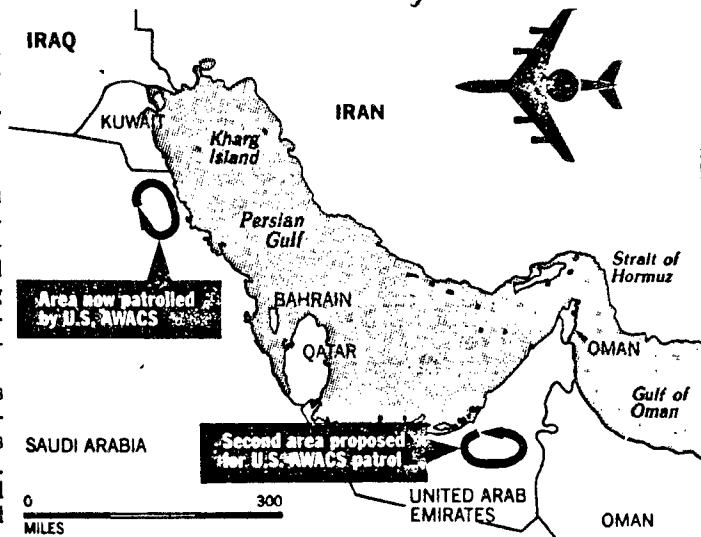 IRAQ
IRAN
KUWAIT
Kharg
Island
Persian
Gulf
Strait of
Hormuz
Area now patrolled
by U.S. AWACS
BAHRAIN
QATAR
OMAN
Gulf of
Oman
SAUDI ARABIA
Second area proposed
for U.S. AWACS patrol
UNITED ARAB
EMIRATES
OMAN
0 300
MILES